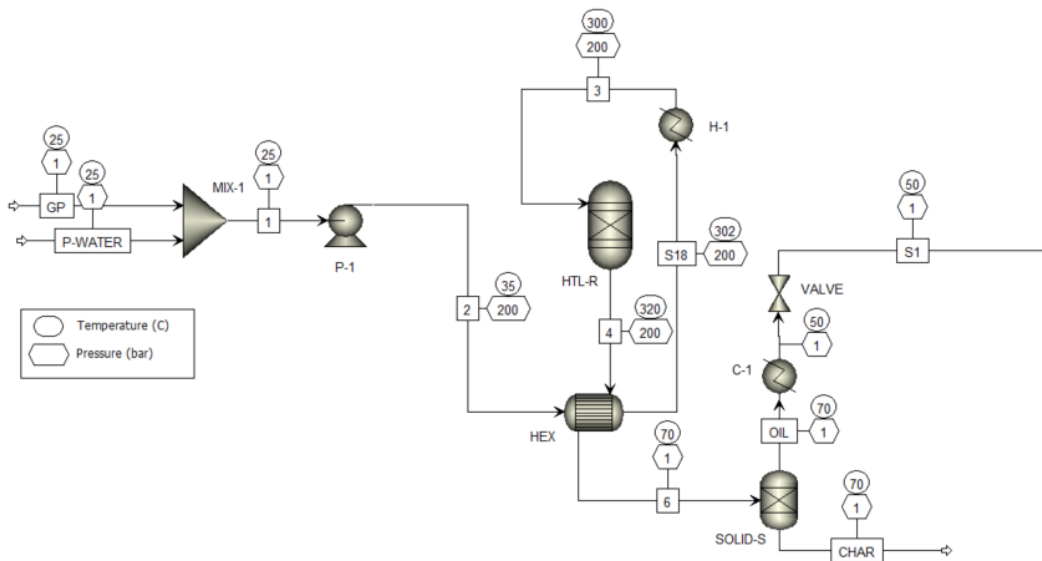 300
200
3
H-1
25
1
GP
25
1
P-WATER
MIX-1
25
1
1
P-1
HTL-R
S18
302
200
50
1
S1
VALVE
2
35
200
4
320
200
50
1
C-1
Temperature (C)
Pressure (bar)
HEX
70
1
6
OIL
70
1
SOLID-S
70
1
CHAR